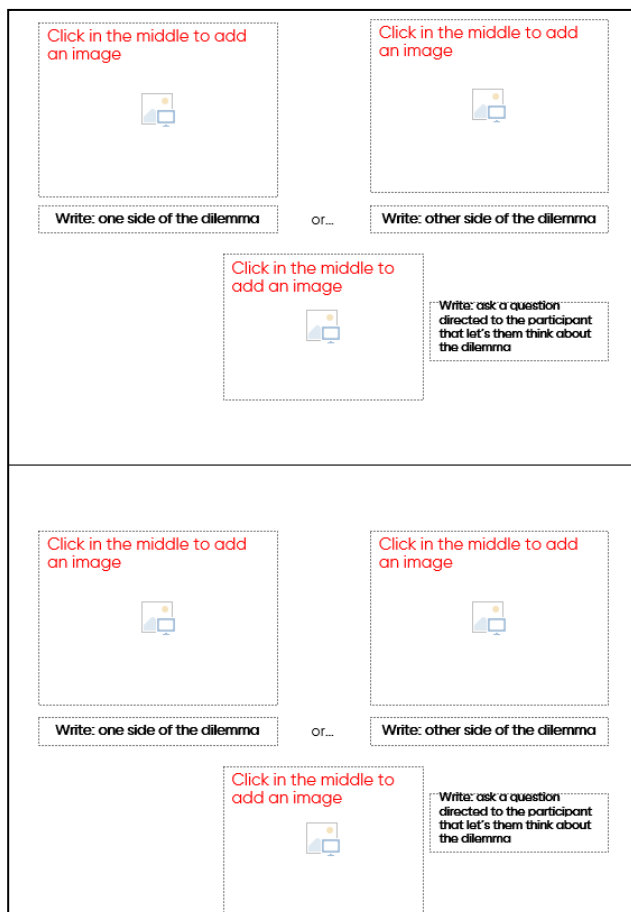 Click in the middle to add
an image
Click in the middle to add
an image
Write: one side of the dilemma
or...
Write: other side of the dilemma
Click in the middle to
add an image
Write: ask a question
directed to the participant
that let's them think about
the dilemma
Click in the middle to add
an image
Click in the middle to add
an image
Write: one side of the dilemma
or...
Write: other side of the dilemma
Click in the middle to
add an image
Write: ask a question
directed to the participant
that let's them think about
the dilemma